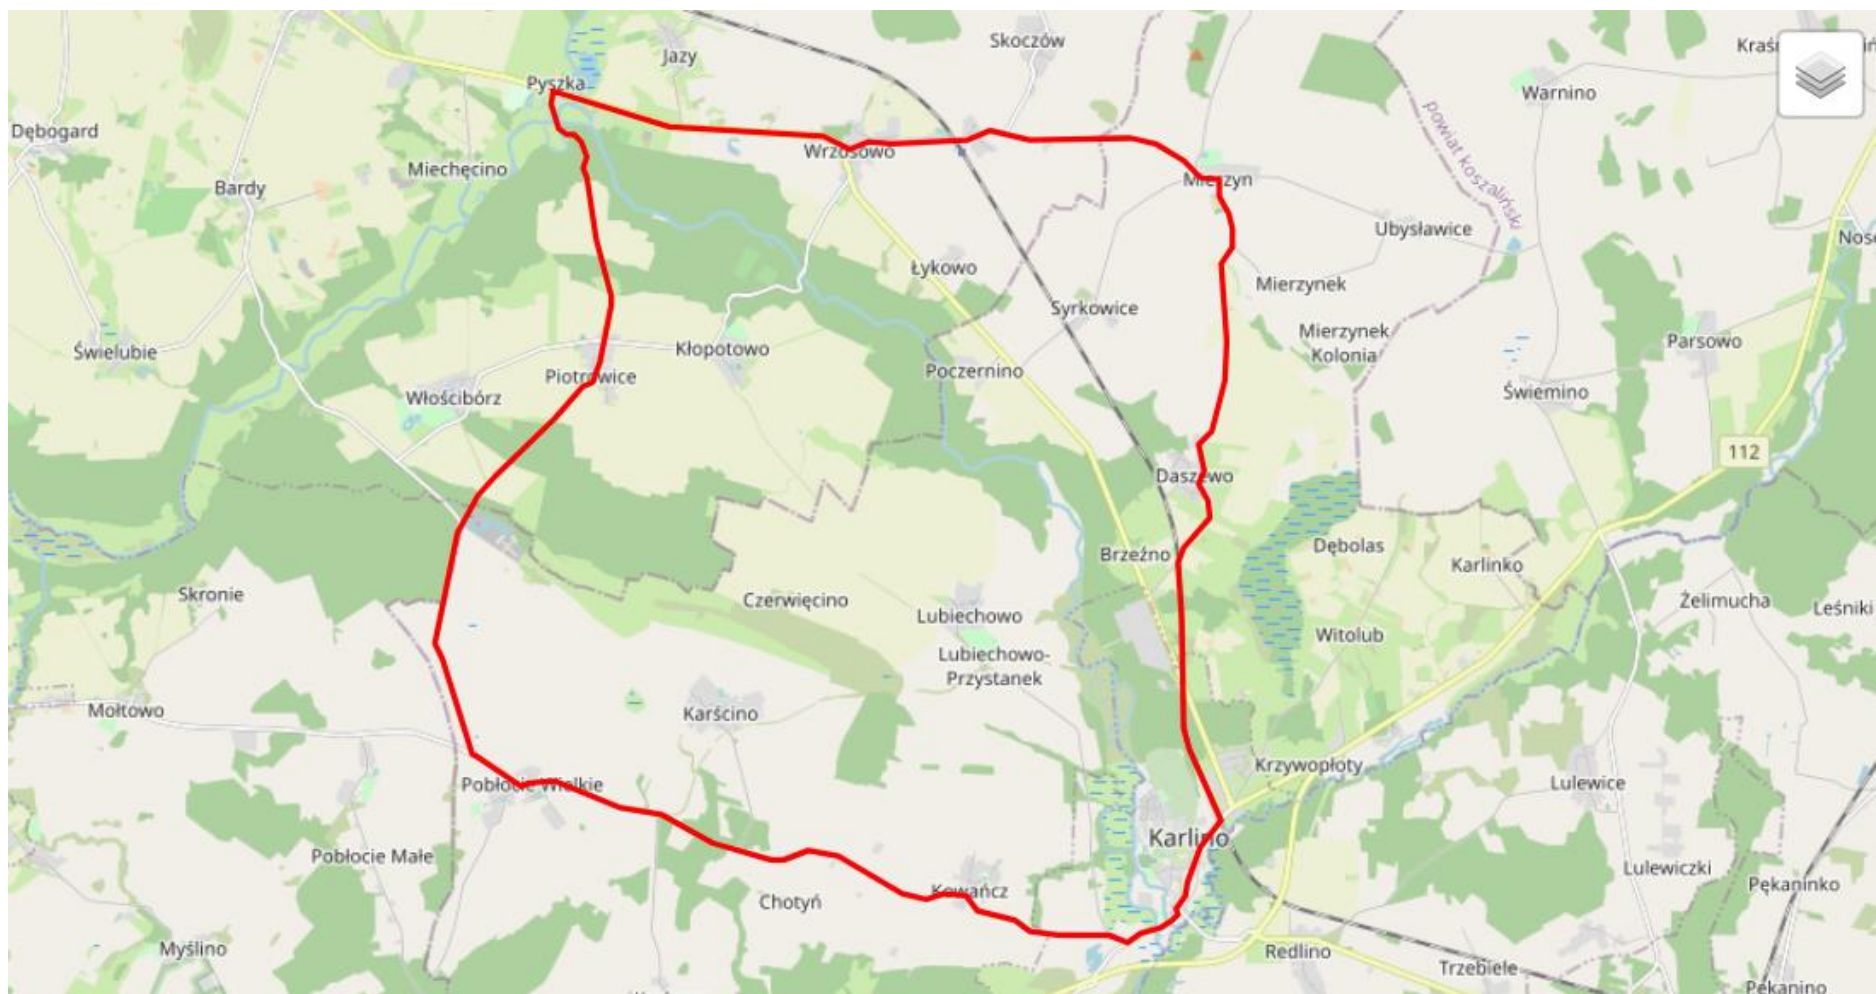 Skoczów
Kraśn
Jazy
Pyszka
Warnino
Dębogard
Wrzosowo
Miechęcino
Mierzyn
Bardy
powiat koszaliński
Ubysławice
Nosó
Łykowo
Mierzynek
Syrkowice
Mierzynek
Kolonia
Parsowo
Świelubie
Kłopotowo
Poczernino
Piotrowice
Włościbórz
Świemino
112
Daszewo
Brzeźno
Dębolas
Karlinko
Skronie
Czerwięcino
Lubiechowo
Żelimucha
Leśniki
Witolub
Lubiechowo-
Przystanek
Mołtowo
Karścino
Krzywopłoty
Pobłocie Wielkie
Lulewice
Karlino
Pobłocie Małe
Lulewiczki
Kowańcz
Pękaninko
Chotyń
Myślino
Redlino
Trzebiele
Pękanino